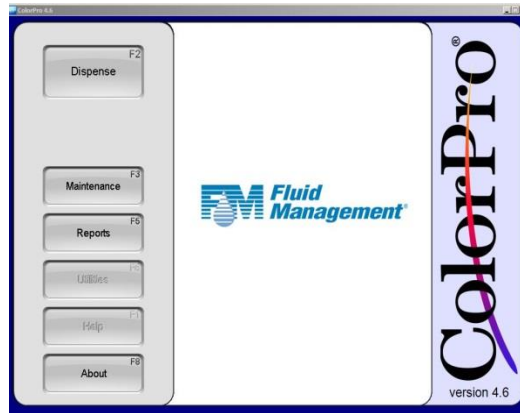 ColorPro 4.6
F2
Dispense
F3
Maintenance
F5
Reports
Utilities
Help
F8
About
FM Fluid
Management®
ColorPro®
version 4.6